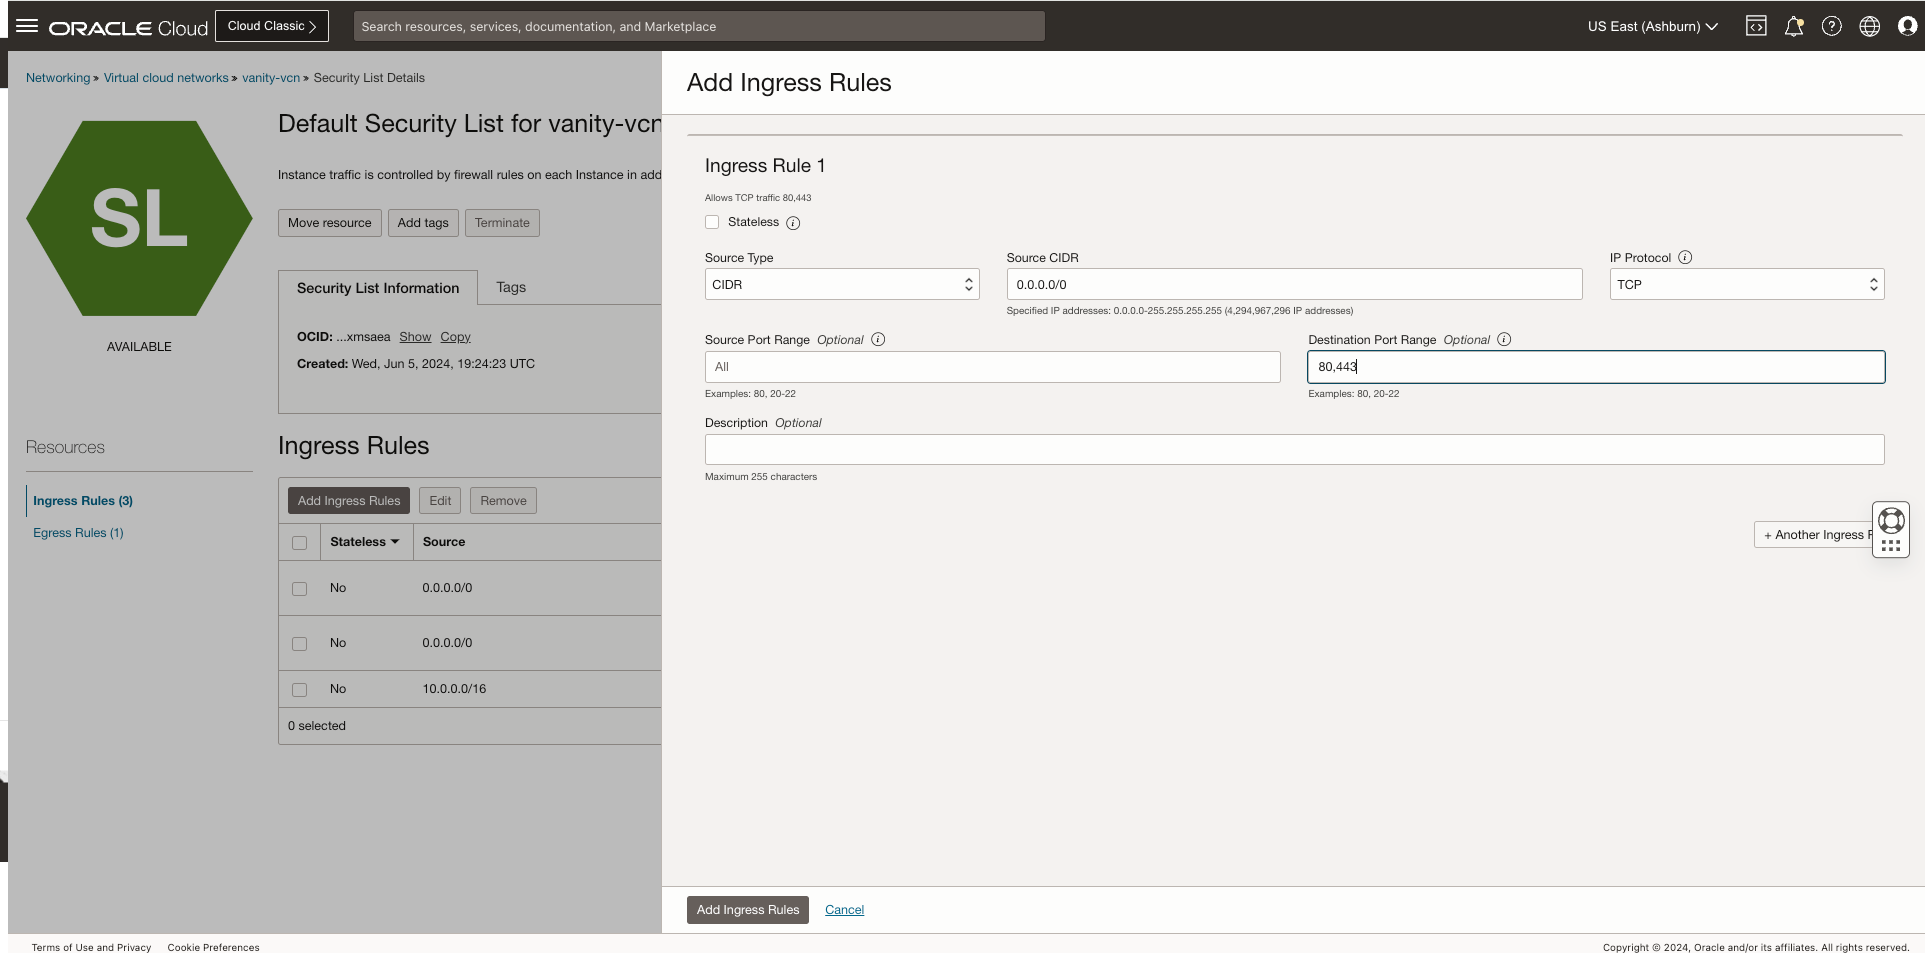 ORACLE Cloud
Cloud Classic
Search resources, services, documentation, and Marketplace
US East (Ashburn)
Networking » Virtual cloud networks » vanity-vcn » Security List Details
SL
AVAILABLE
Default Security List for vanity-vcn
Instance traffic is controlled by firewall rules on each Instance in add
Move resource
Add tags
Terminate
Security List Information
Tags
OCID: ...xmsaea Show Copy
Created: Wed, Jun 5, 2024, 19:24:23 UTC
Resources
Ingress Rules (3)
Egress Rules (1)
Ingress Rules
Add Ingress Rules
Edit
Remove
Stateless Source
No 0.0.0.0/0
No 0.0.0.0/0
No 10.0.0.0/16
0 selected
Add Ingress Rules
Ingress Rule 1
Allows TCP traffic 80,443
Stateless
Source Type
CIDR
Source CIDR
0.0.0.0/0
Specified IP addresses: 0.0.0.0-255.255.255.255 (4,294,967,296 IP addresses)
IP Protocol
TCP
Source Port Range Optional
All
Examples: 80, 20-22
Destination Port Range Optional
80,443
Examples: 80, 20-22
Description Optional
Maximum 255 characters
+ Another Ingress
Add Ingress Rules
Cancel
Terms of Use and Privacy
Cookie Preferences
Copyright © 2024, Oracle and/or its affiliates. All rights reserved.